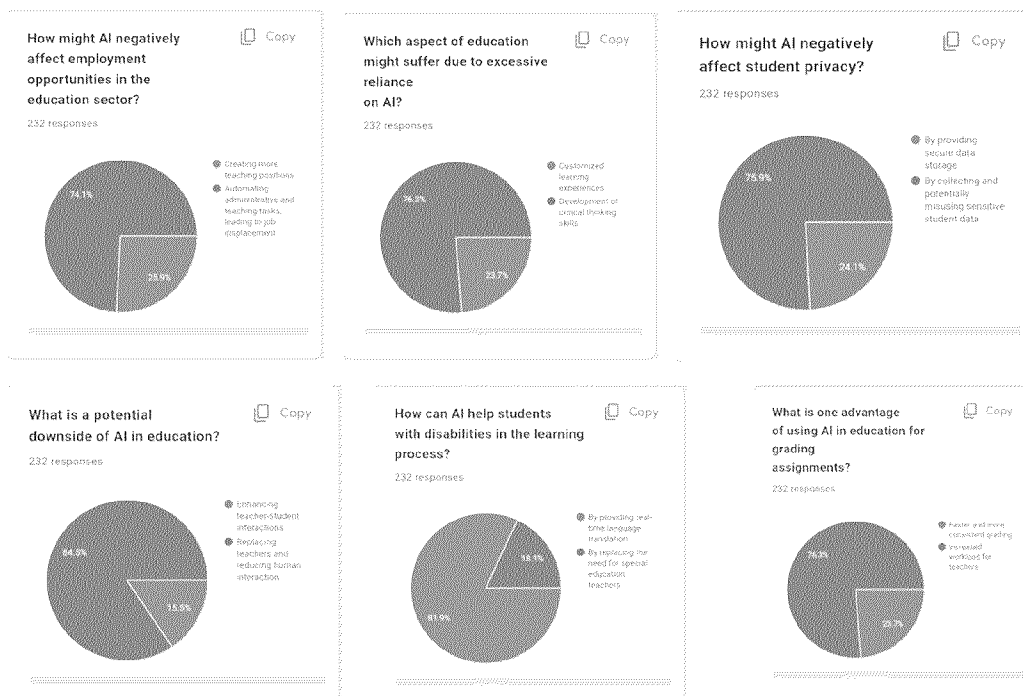 How might AI negatively
affect employment
opportunities in the
education sector?
Copy
232 responses
Creating more
teaching positions
Automating
administrative and
teaching tasks,
leading to job
displacement
74.1%
25.9%
Which aspect of education
might suffer due to excessive
reliance
on AI?
Copy
232 responses
Customized
learning
experiences
Development of
critical thinking
skills
76.3%
23.7%
How might AI negatively
affect student privacy?
Copy
232 responses
By providing
secure data
storage
By collecting and
potentially
misusing sensitive
student data
75.9%
24.1%
What is a potential
downside of AI in education?
Copy
232 responses
Enhancing
teacher-student
interactions
Replacing
teachers and
reducing human
interaction
84.5%
15.5%
How can AI help students
with disabilities in the learning
process?
Copy
232 responses
By providing real-
time language
translation
By replacing the
need for special
education
teachers
18.1%
81.9%
What is one advantage
of using AI in education for
grading
assignments?
Copy
232 responses
Faster and more
consistent grading
Increased
workload for
teachers
76.3%
23.7%